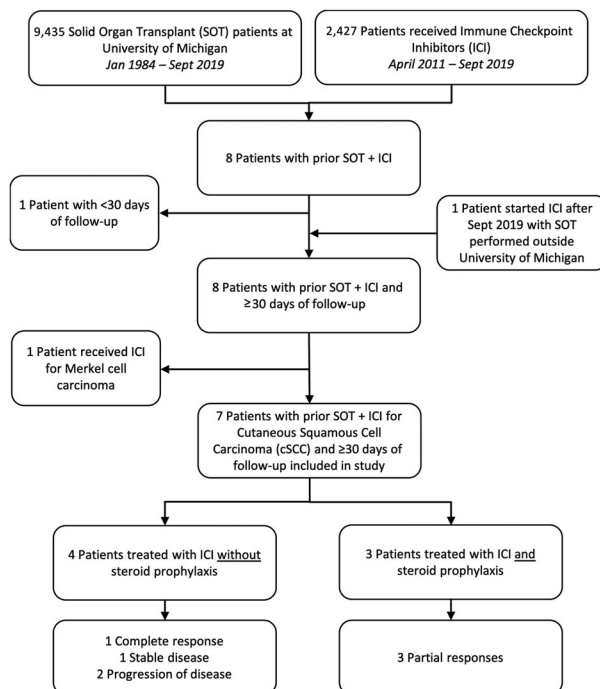 9,435 Solid Organ Transplant (SOT) patients at
University of Michigan
Jan 1984 – Sept 2019
2,427 Patients received Immune Checkpoint
Inhibitors (ICI)
April 2011 – Sept 2019
8 Patients with prior SOT + ICI
1 Patient with <30 days
of follow-up
1 Patient started ICI after
Sept 2019 with SOT
performed outside
University of Michigan
8 Patients with prior SOT + ICI and
≥30 days of follow-up
1 Patient received ICI
for Merkel cell
carcinoma
7 Patients with prior SOT + ICI for
Cutaneous Squamous Cell
Carcinoma (cSCC) and ≥30 days of
follow-up included in study
4 Patients treated with ICI without
steroid prophylaxis
3 Patients treated with ICI and
steroid prophylaxis
1 Complete response
1 Stable disease
2 Progression of disease
3 Partial responses